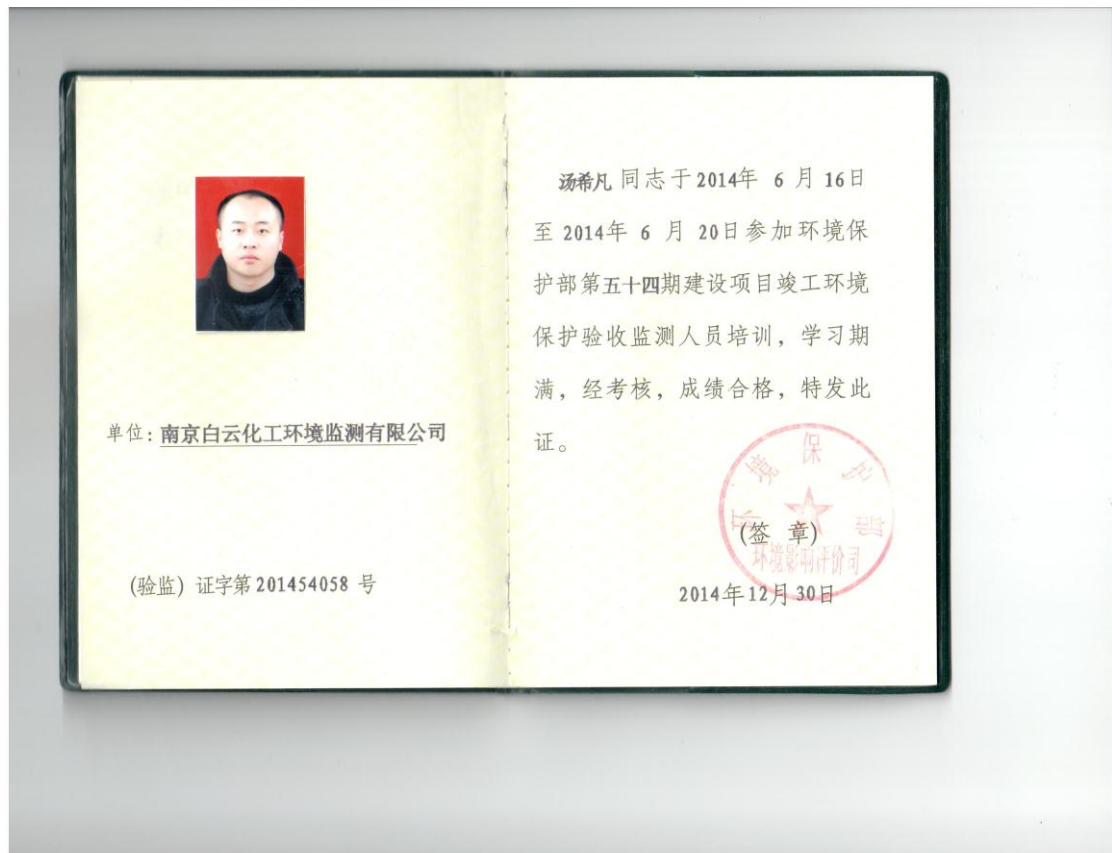 单位：南京白云化工环境监测有限公司
（验监）证字第201454058 号
汤希凡同志于2014年 6 月 16日
至 2014年 6 月 20日参加环境保
护部第五十四期建设项目竣工环境
保护验收监测人员培训，学习期
满，经考核，成绩合格，特发此
证。
环境保护部
（签 章）
环境影响评价司
2014年12月30日